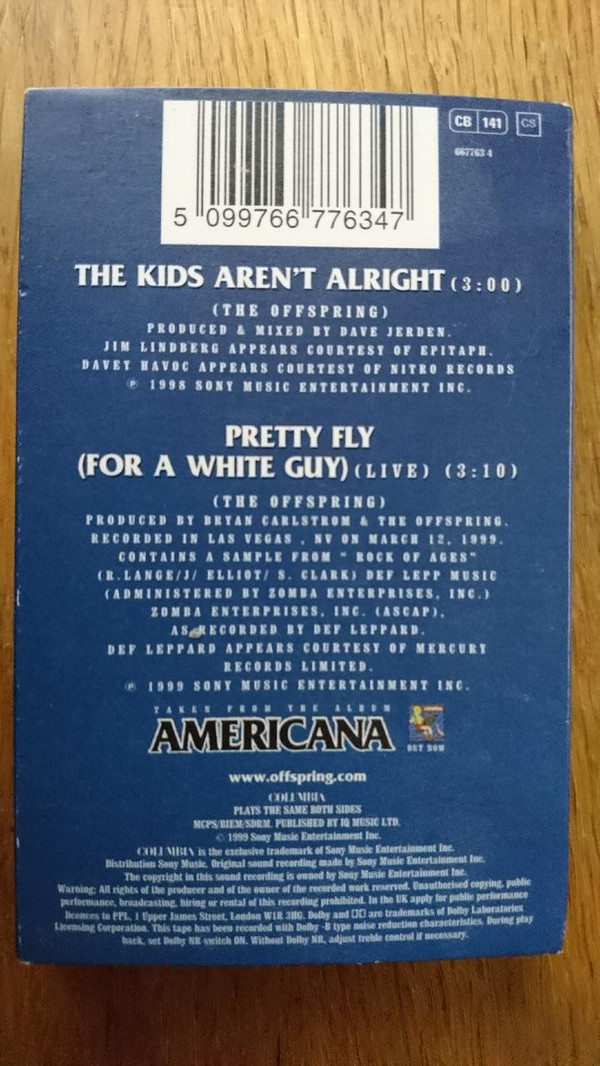 CB 141 CS
667763 4
5 099766 776347
THE KIDS AREN'T ALRIGHT (3:00)
(THE OFFSPRING)
PRODUCED & MIXED BY DAVE JERDEN.
JIM LINDBERG APPEARS COURTESY OF EPITAPH.
DAVEY HAVOC APPEARS COURTESY OF NITRO RECORDS
℗ 1998 SONY MUSIC ENTERTAINMENT INC.
PRETTY FLY
(FOR A WHITE GUY) (LIVE) (3:10)
(THE OFFSPRING)
PRODUCED BY BRYAN CARLSTROM & THE OFFSPRING.
RECORDED IN LAS VEGAS , NV ON MARCH 12, 1999.
CONTAINS A SAMPLE FROM " ROCK OF AGES"
(R.LANGE/J/ ELLIOT/ S. CLARK) DEF LEPP MUSIC
(ADMINISTERED BY ZOMBA ENTERPRISES, INC.)
ZOMBA ENTERPRISES, INC. (ASCAP),
AS RECORDED BY DEF LEPPARD.
DEF LEPPARD APPEARS COURTESY OF MERCURY
RECORDS LIMITED.
℗ 1999 SONY MUSIC ENTERTAINMENT INC.
TAKEN FROM THE ALBUM
AMERICANA
OUT NOW
www.offspring.com
COLUMBIA
PLAYS THE SAME BOTH SIDES
MCPS/BIEM/SDRM. PUBLISHED BY IQ MUSIC LTD.
© 1999 Sony Music Entertainment Inc.
COLUMBIA is the exclusive trademark of Sony Music Entertainment Inc.
Distribution Sony Music. Original sound recording made by Sony Music Entertainment Inc.
The copyright in this sound recording is owned by Sony Music Entertainment Inc.
Warning; All rights of the producer and of the owner of the recorded work reserved. Unauthorised copying, public
performance, broadcasting, hiring or rental of this recording prohibited. In the UK apply for public performance
licences to PPL, 1 Upper James Street, London W1R 3HG. Dolby and are trademarks of Dolby Laboratories
Licensing Corporation. This tape has been recorded with Dolby -B type noise reduction characteristics. During play
back, set Dolby NR switch ON. Without Dolby NR, adjust treble control if necessary.